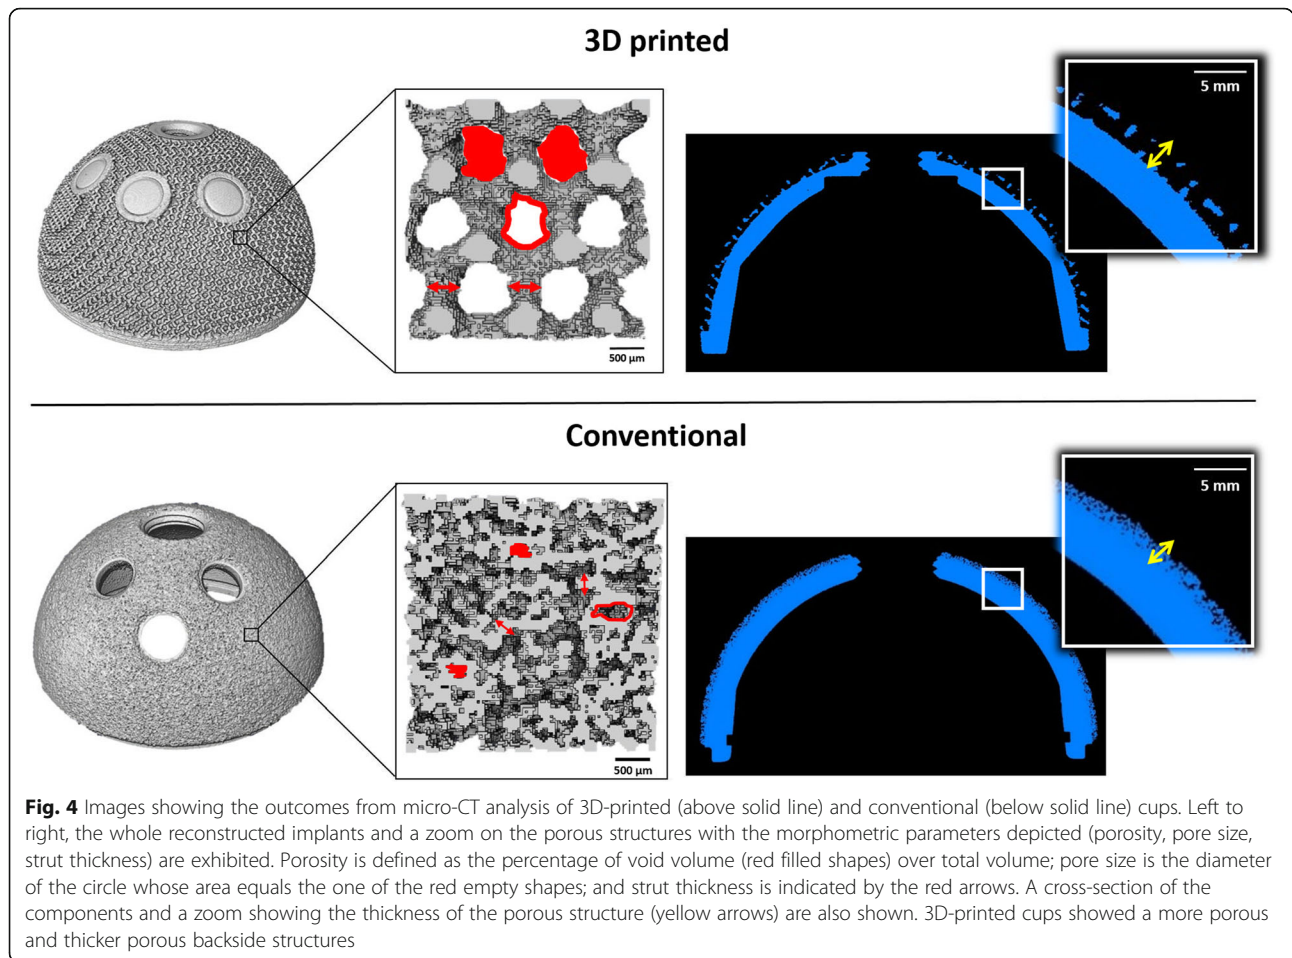 3D printed
5 mm
500 µm
Conventional
5 mm
500 µm
Fig. 4 Images showing the outcomes from micro-CT analysis of 3D-printed (above solid line) and conventional (below solid line) cups. Left to
right, the whole reconstructed implants and a zoom on the porous structures with the morphometric parameters depicted (porosity, pore size,
strut thickness) are exhibited. Porosity is defined as the percentage of void volume (red filled shapes) over total volume; pore size is the diameter
of the circle whose area equals the one of the red empty shapes; and strut thickness is indicated by the red arrows. A cross-section of the
components and a zoom showing the thickness of the porous structure (yellow arrows) are also shown. 3D-printed cups showed a more porous
and thicker porous backside structures